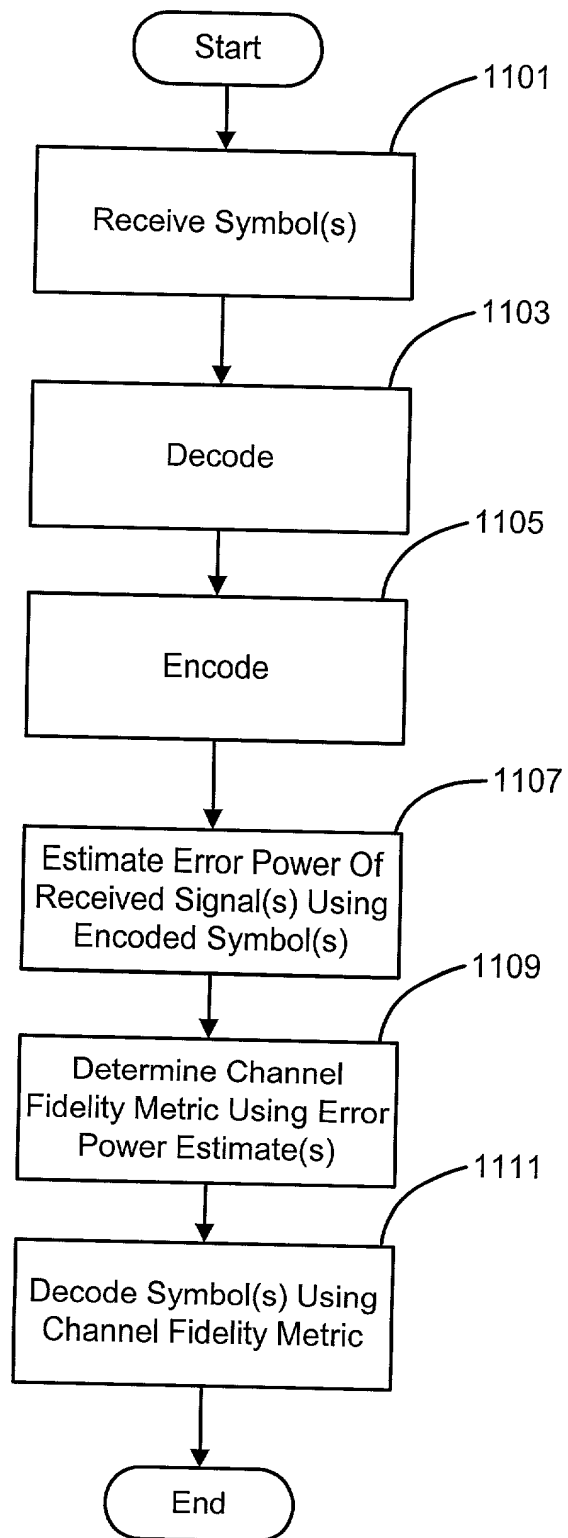 Start
1101
Receive Symbol(s)
1103
Decode
1105
Encode
1107
Estimate Error Power Of
Received Signal(s) Using
Encoded Symbol(s)
1109
Determine Channel
Fidelity Metric Using Error
Power Estimate(s)
1111
Decode Symbol(s) Using
Channel Fidelity Metric
End